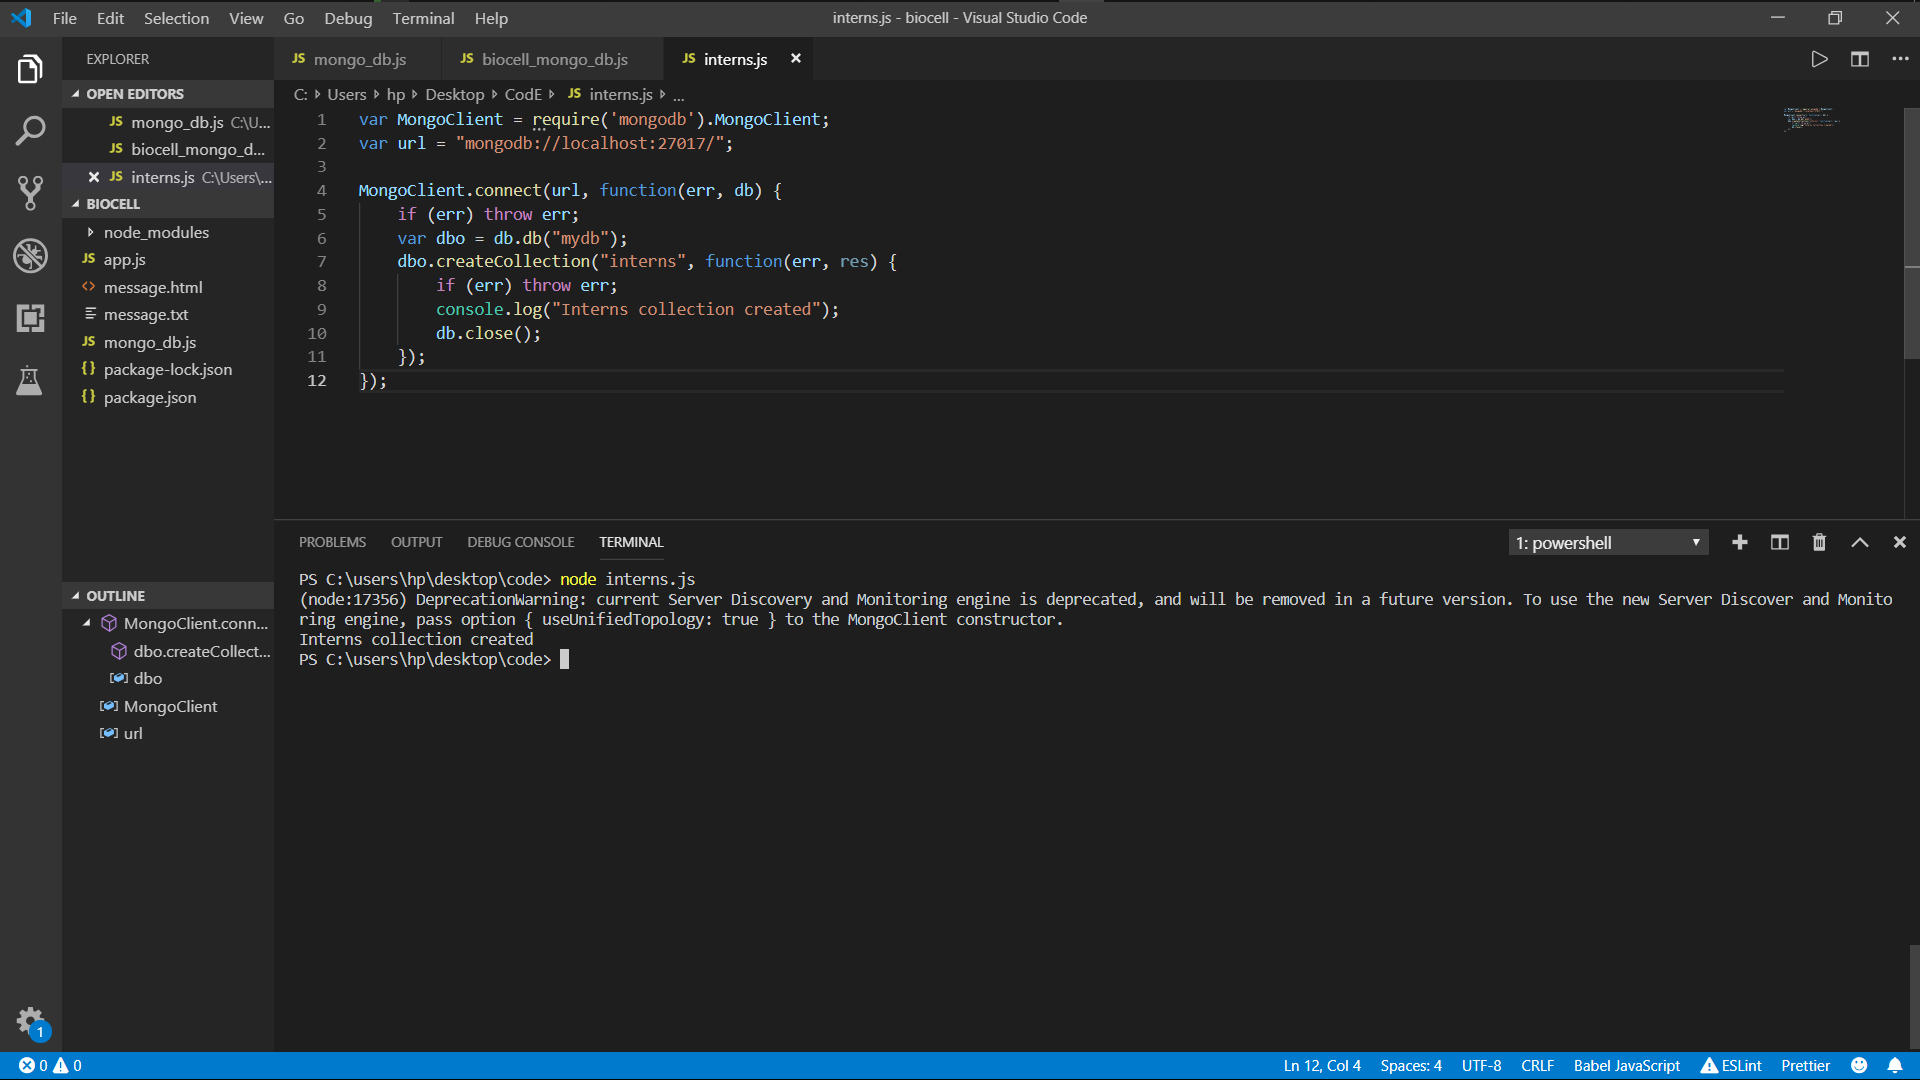 File Edit Selection View Go Debug Terminal Help
interns.js - biocell - Visual Studio Code
EXPLORER
OPEN EDITORS
JS mongo_db.js C:\U...
JS biocell_mongo_d...
JS interns.js C:\Users\...
BIOCELL
node_modules
JS app.js
<> message.html
message.txt
JS mongo_db.js
{} package-lock.json
{} package.json
OUTLINE
MongoClient.conn...
dbo.createCollect...
dbo
MongoClient
url
1
JS mongo_db.js
JS biocell_mongo_db.js
JS interns.js
C: Users hp Desktop CodE JS interns.js ...
1 var MongoClient = require('mongodb').MongoClient;
2 var url = "mongodb://localhost:27017/";
3
4 MongoClient.connect(url, function(err, db) {
5 if (err) throw err;
6 var dbo = db.db("mydb");
7 dbo.createCollection("interns", function(err, res) {
8 if (err) throw err;
9 console.log("Interns collection created");
10 db.close();
11 });
12 });
PROBLEMS OUTPUT DEBUG CONSOLE TERMINAL
1: powershell
PS C:\users\hp\desktop\code> node interns.js
(node:17356) DeprecationWarning: current Server Discovery and Monitoring engine is deprecated, and will be removed in a future version. To use the new Server Discover and Monito
ring engine, pass option { useUnifiedTopology: true } to the MongoClient constructor.
Interns collection created
PS C:\users\hp\desktop\code>
0 0
Ln 12, Col 4 Spaces: 4 UTF-8 CRLF Babel JavaScript ESLint Prettier